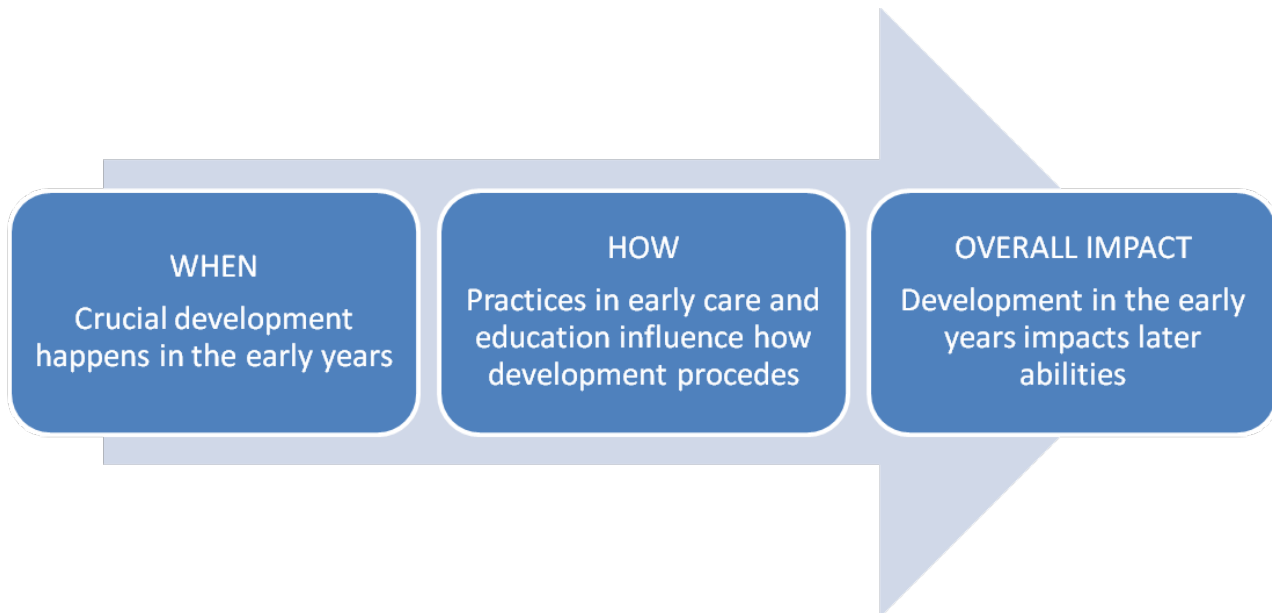 WHEN
Crucial development
happens in the early years
HOW
Practices in early care and
education influence how
development procedes
OVERALL IMPACT
Development in the early
years impacts later
abilities